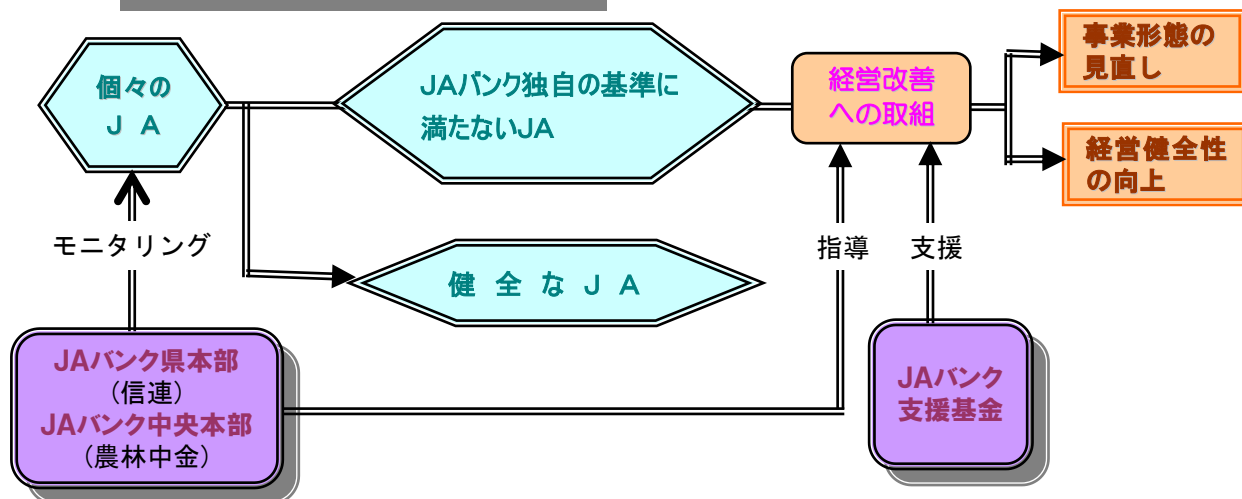 個々の
ＪＡ
JAバンク独自の基準に
満たないJA
経営改善
への取組
事業形態の
見直し
経営健全性
の向上
モニタリング
指導
支援
健全なＪＡ
JAバンク県本部
（信連）
JAバンク中央本部
（農林中金）
JAバンク
支援基金